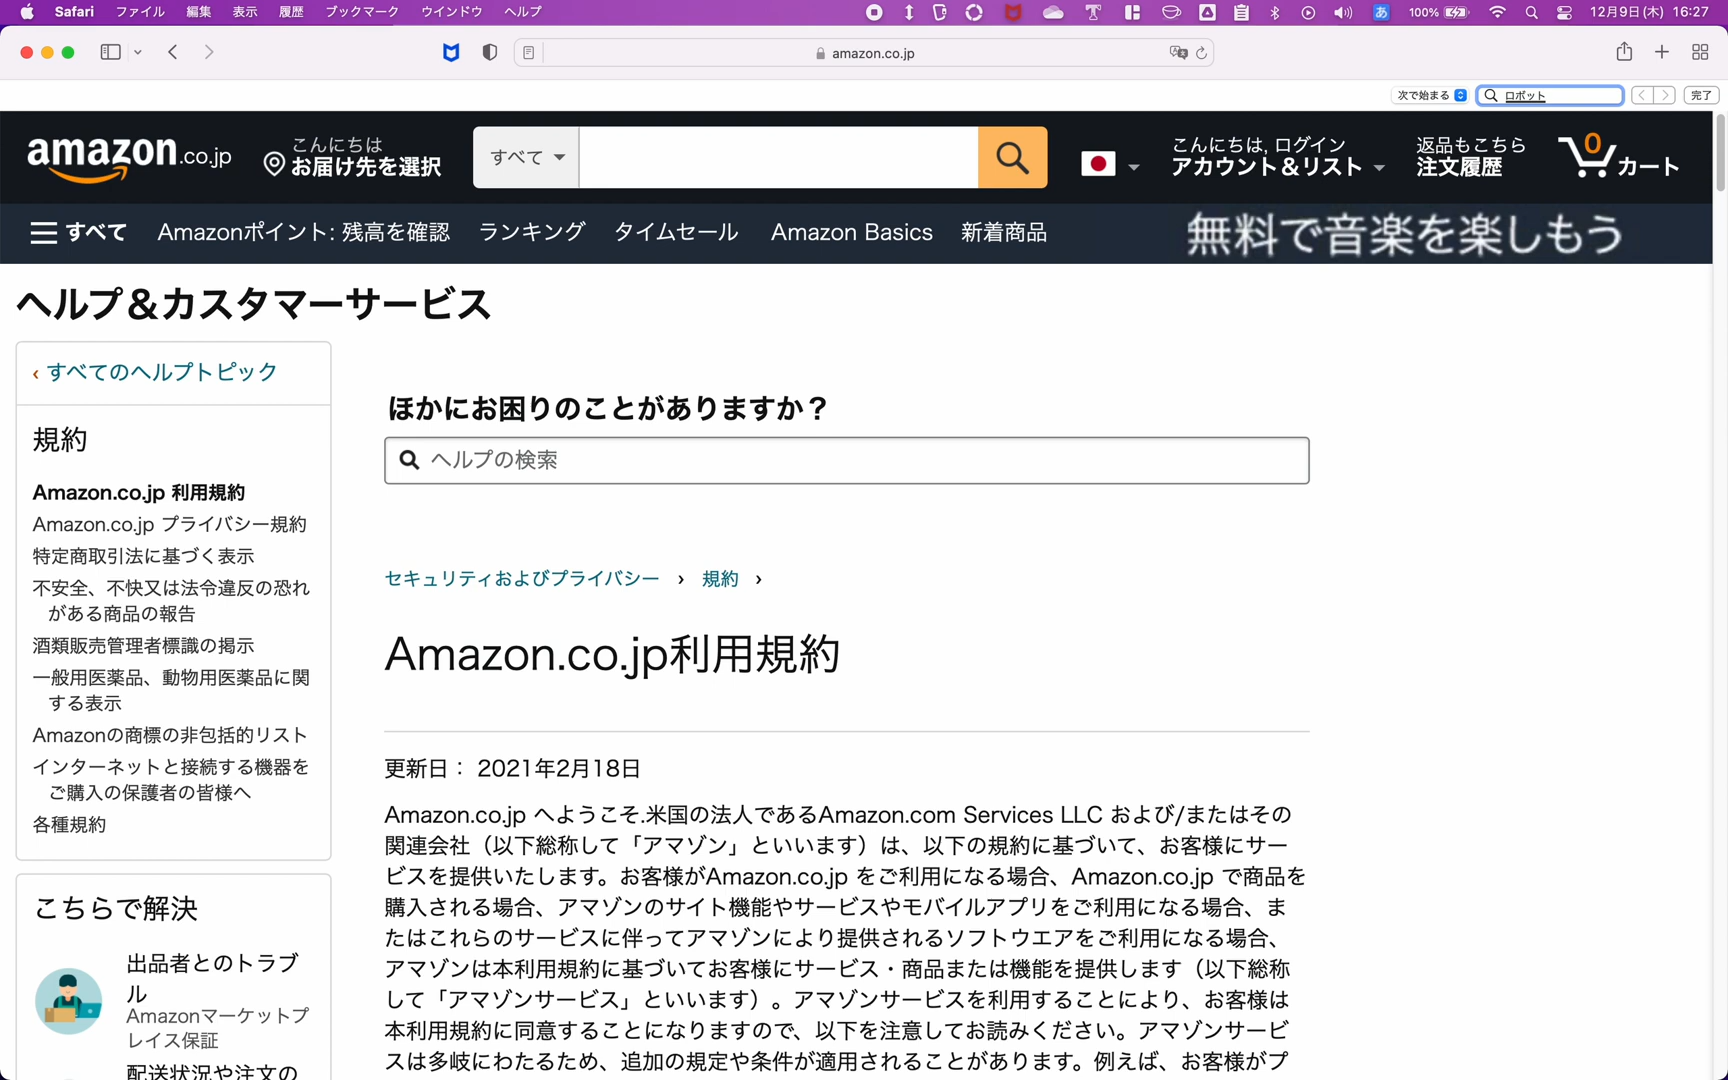 Safari ファイル 編集 表示 履歴 ブックマーク ウインドウ ヘルプ あ 100% 12月9日(木) 16:27
amazon.co.jp
次で始まる ロボット 完了
amazon.co.jp
こんにちは
お届け先を選択
すべて
こんにちは, ログイン
アカウント＆リスト
返品もこちら
注文履歴
0
カート
すべて Amazonポイント: 残高を確認 ランキング タイムセール Amazon Basics 新着商品 無料で音楽を楽しもう
ヘルプ＆カスタマーサービス
‹ すべてのヘルプトピック
規約
Amazon.co.jp 利用規約
Amazon.co.jp プライバシー規約
特定商取引法に基づく表示
不安全、不快又は法令違反の恐れ
がある商品の報告
酒類販売管理者標識の掲示
一般用医薬品、動物用医薬品に関
する表示
Amazonの商標の非包括的リスト
インターネットと接続する機器を
ご購入の保護者の皆様へ
各種規約
こちらで解決
出品者とのトラブ
ル
Amazonマーケットプ
レイス保証
配送状況や注文の
ほかにお困りのことがありますか？
ヘルプの検索
セキュリティおよびプライバシー › 規約 ›
Amazon.co.jp利用規約
更新日： 2021年2月18日
Amazon.co.jp へようこそ.米国の法人であるAmazon.com Services LLC および/またはその
関連会社（以下総称して「アマゾン」といいます）は、以下の規約に基づいて、お客様にサー
ビスを提供いたします。お客様がAmazon.co.jp をご利用になる場合、Amazon.co.jp で商品を
購入される場合、アマゾンのサイト機能やサービスやモバイルアプリをご利用になる場合、ま
たはこれらのサービスに伴ってアマゾンにより提供されるソフトウエアをご利用になる場合、
アマゾンは本利用規約に基づいてお客様にサービス・商品または機能を提供します（以下総称
して「アマゾンサービス」といいます）。アマゾンサービスを利用することにより、お客様は
本利用規約に同意することになりますので、以下を注意してお読みください。アマゾンサービ
スは多岐にわたるため、追加の規定や条件が適用されることがあります。例えば、お客様がプ